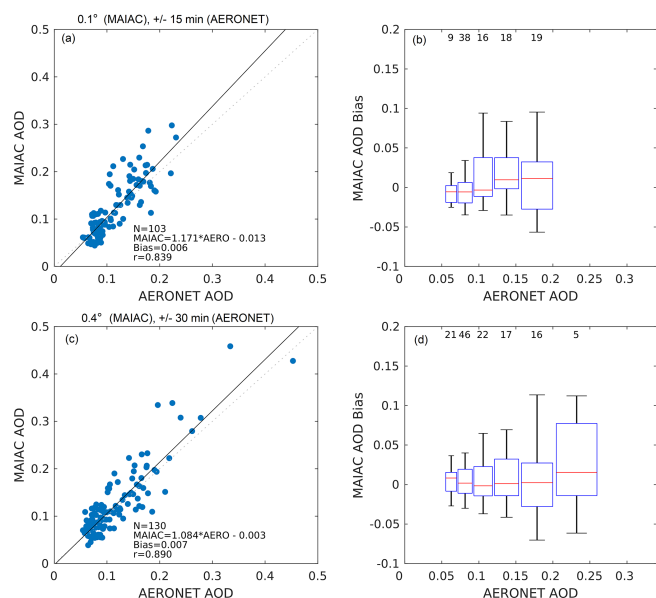 0.1° (MAIAC), +/- 15 min (AERONET)
(a)
0.5
0.4
0.3
0.2
0.1
0
MAIAC AOD
N=103
MAIAC=1.171*AERO - 0.013
Bias=0.006
r=0.839
0 0.1 0.2 0.3 0.4 0.5
AERONET AOD
(b)
9 38 16 18 19
0.2
0.15
0.1
0.05
0
-0.05
-0.1
MAIAC AOD Bias
0.05 0.1 0.15 0.2 0.25 0.3
AERONET AOD
0.4° (MAIAC), +/- 30 min (AERONET)
(c)
0.5
0.4
0.3
0.2
0.1
0
MAIAC AOD
N=130
MAIAC=1.084*AERO - 0.003
Bias=0.007
r=0.890
0 0.1 0.2 0.3 0.4 0.5
AERONET AOD
(d)
21 46 22 17 16 5
0.2
0.15
0.1
0.05
0
-0.05
-0.1
MAIAC AOD Bias
0 0.05 0.1 0.15 0.2 0.25 0.3
AERONET AOD